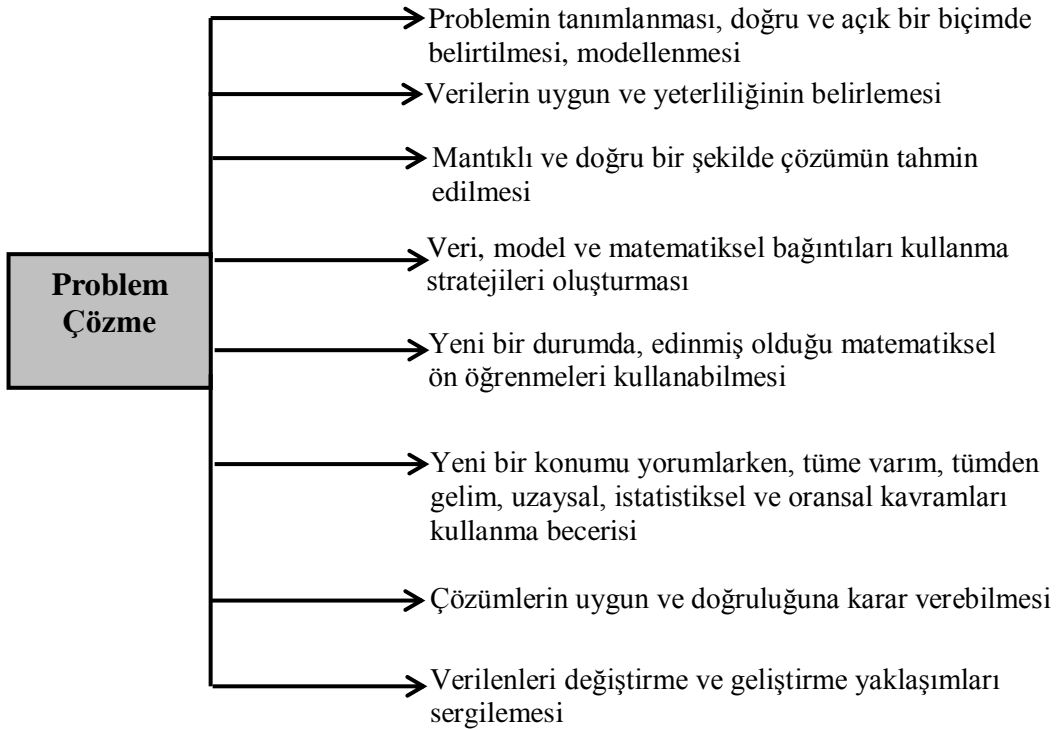 Problemin tanımlanması, doğru ve açık bir biçimde
belirtilmesi, modellenmesi
Verilerin uygun ve yeterliliğinin belirlemesi
Mantıklı ve doğru bir şekilde çözümün tahmin
edilmesi
Veri, model ve matematiksel bağıntıları kullanma
stratejileri oluşturması
Problem
Çözme
Yeni bir durumda, edinmiş olduğu matematiksel
ön öğrenmeleri kullanabilmesi
Yeni bir konumu yorumlarken, tüme varım, tümden
gelim, uzaysal, istatistiksel ve oransal kavramları
kullanma becerisi
Çözümlerin uygun ve doğruluğuna karar verebilmesi
Verilenleri değiştirme ve geliştirme yaklaşımları
sergilemesi